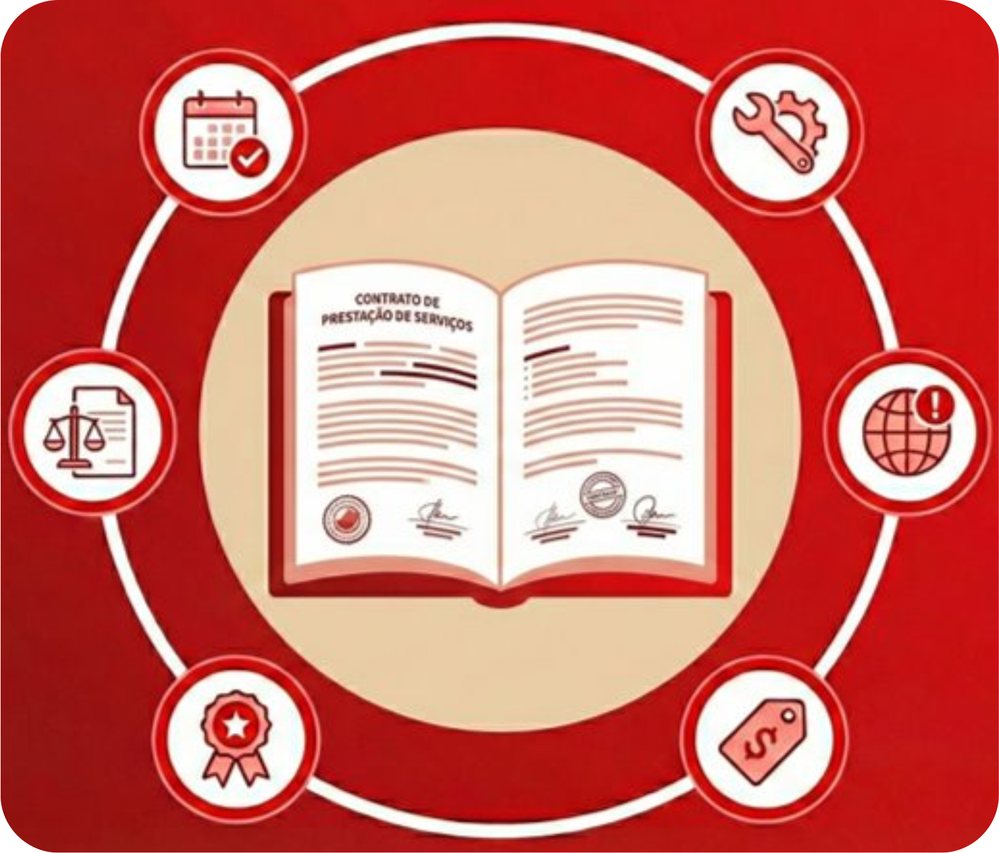 CONTRATO DE
PRESTAÇÃO DE SERVIÇOS
$